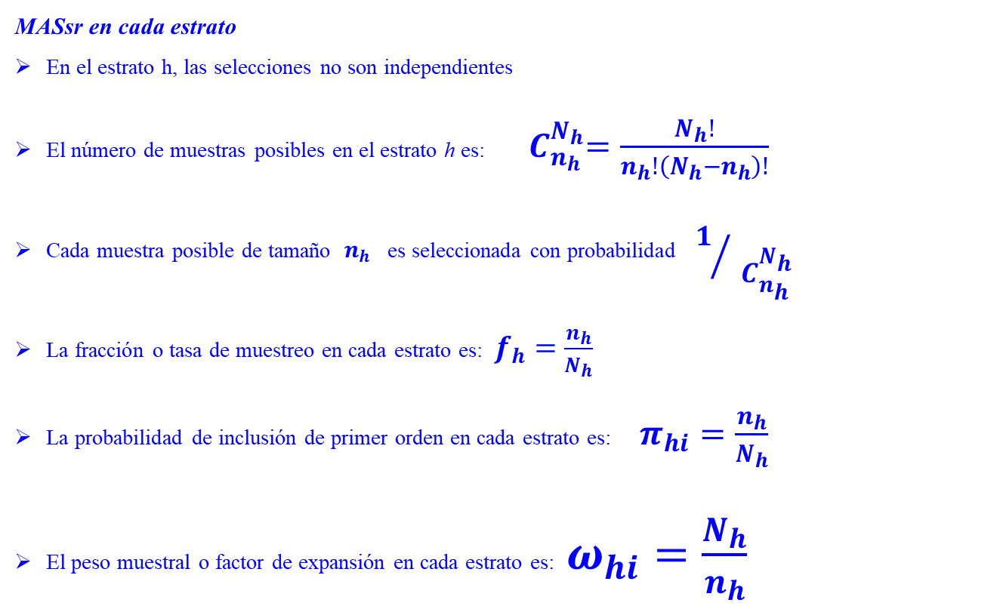 MASsr en cada estrato
➢ En el estrato h, las selecciones no son independientes
➢ El número de muestras posibles en el estrato h es: $C_{n_h}^{N_h} = \frac{N_h!}{n_h!(N_h-n_h)!}$
➢ Cada muestra posible de tamaño $n_h$ es seleccionada con probabilidad $1/C_{n_h}^{N_h}$
➢ La fracción o tasa de muestreo en cada estrato es: $f_h = \frac{n_h}{N_h}$
➢ La probabilidad de inclusión de primer orden en cada estrato es: $\pi_{hi} = \frac{n_h}{N_h}$
➢ El peso muestral o factor de expansión en cada estrato es: $\omega_{hi} = \frac{N_h}{n_h}$